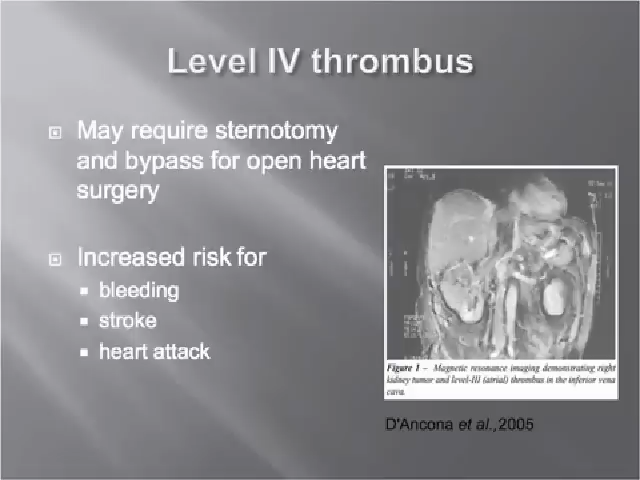 Level IV thrombus
May require sternotomy
and bypass for open heart
surgery
Increased risk for
bleeding
stroke
heart attack
Figure 1 – Magnetic resonance imaging demonstrating right
kidney tumor and level-III (atrial) thrombus in the inferior vena
cava.
D'Ancona et al.,2005